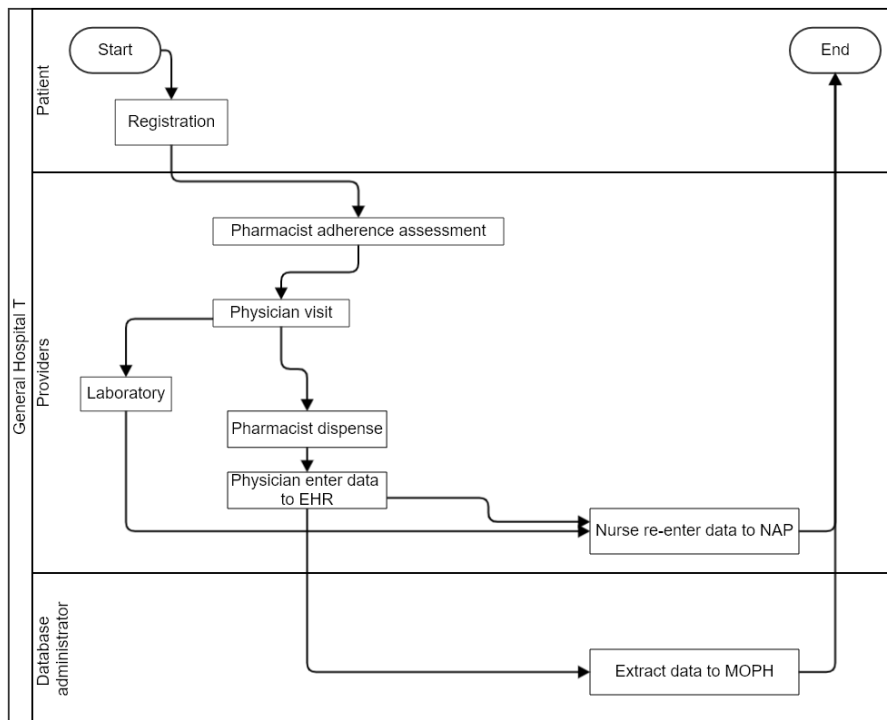 General Hospital T
Patient
Start
End
Registration
Providers
Pharmacist adherence assessment
Physician visit
Laboratory
Pharmacist dispense
Physician enter data
to EHR
Nurse re-enter data to NAP
Database
administrator
Extract data to MOPH